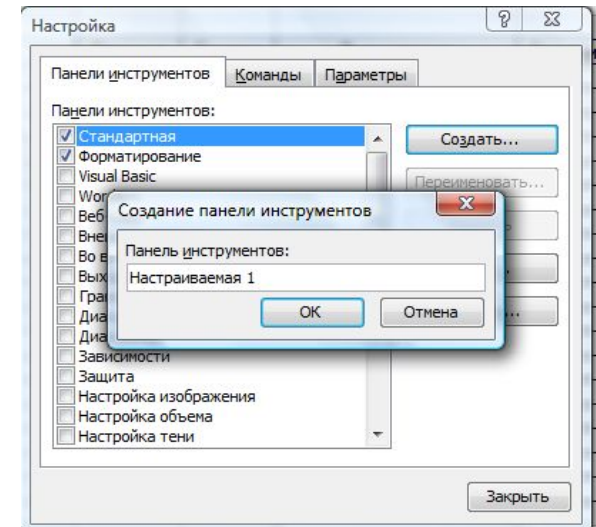 Настройка
Панели инструментов Команды Параметры
Панели инструментов:
Стандартная
Создать...
Форматирование
Visual Basic
Переименовать...
Создание панели инструментов
Панель инструментов:
Настраиваемая 1
ОК Отмена
Зависимости
Защита
Настройка изображения
Настройка объема
Настройка тени
Закрыть